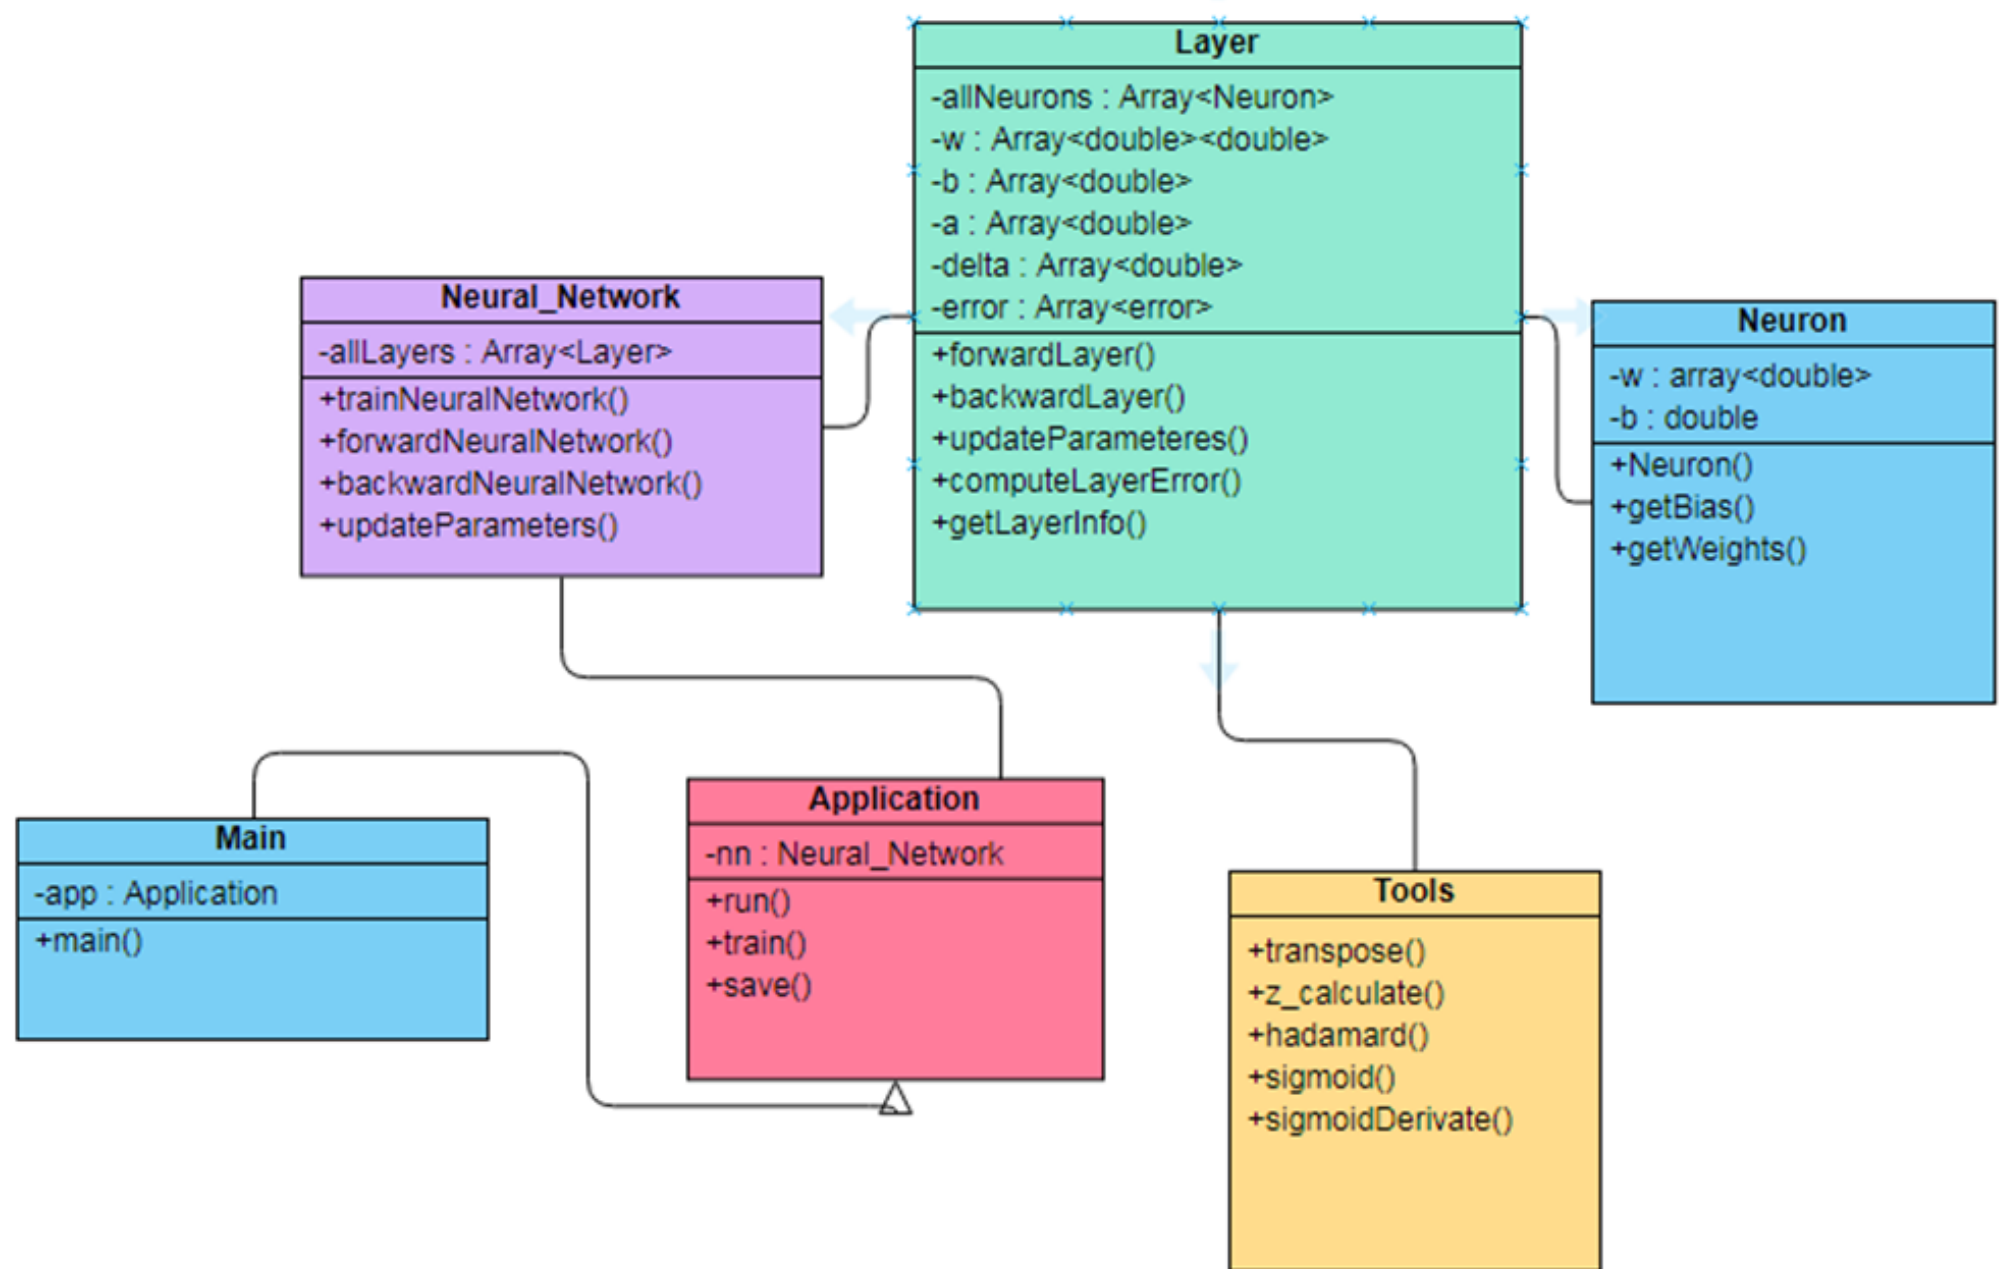 Layer
-allNeurons : Array<Neuron>
-w : Array<double><double>
-b : Array<double>
-a : Array<double>
-delta : Array<double>
-error : Array<error>
+forwardLayer()
+backwardLayer()
+updateParameteres()
+computeLayerError()
+getLayerInfo()
Neural_Network
-allLayers : Array<Layer>
+trainNeuralNetwork()
+forwardNeuralNetwork()
+backwardNeuralNetwork()
+updateParameters()
Neuron
-w : array<double>
-b : double
+Neuron()
+getBias()
+getWeights()
Main
-app : Application
+main()
Application
-nn : Neural_Network
+run()
+train()
+save()
Tools
+transpose()
+z_calculate()
+hadamard()
+sigmoid()
+sigmoidDerivate()